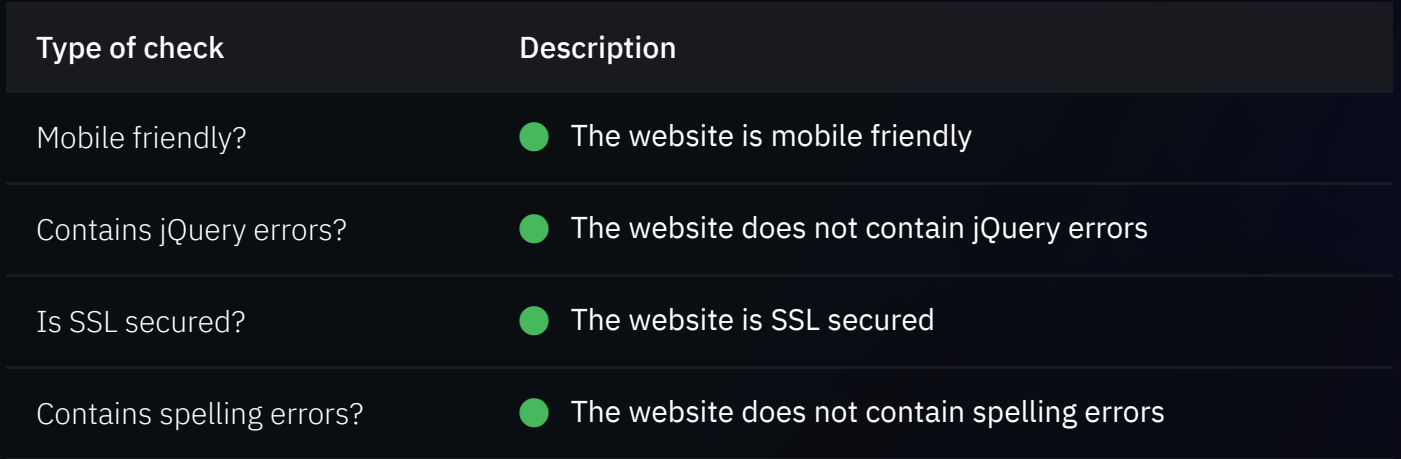 Type of check Description
Mobile friendly? The website is mobile friendly
Contains jQuery errors? The website does not contain jQuery errors
Is SSL secured? The website is SSL secured
Contains spelling errors? The website does not contain spelling errors